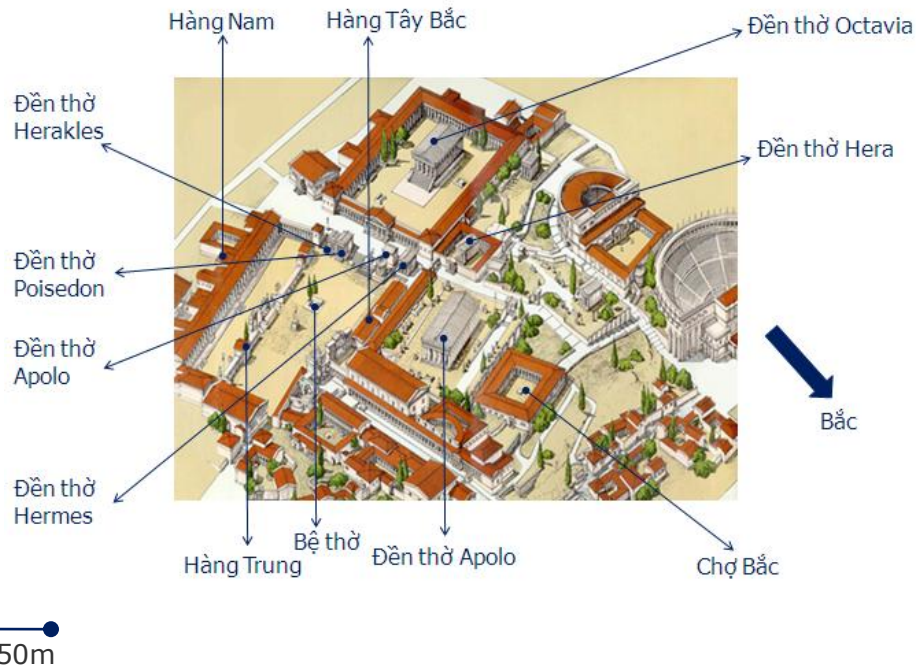 Hàng Nam
Hàng Tây Bắc
Đền thờ Octavia
Đền thờ
Herakles
Đền thờ Hera
Đền thờ
Poisedon
Đền thờ
Apolo
Bắc
Đền thờ
Hermes
Bệ thờ
Hàng Trung
Đền thờ Apolo
Chợ Bắc
50m